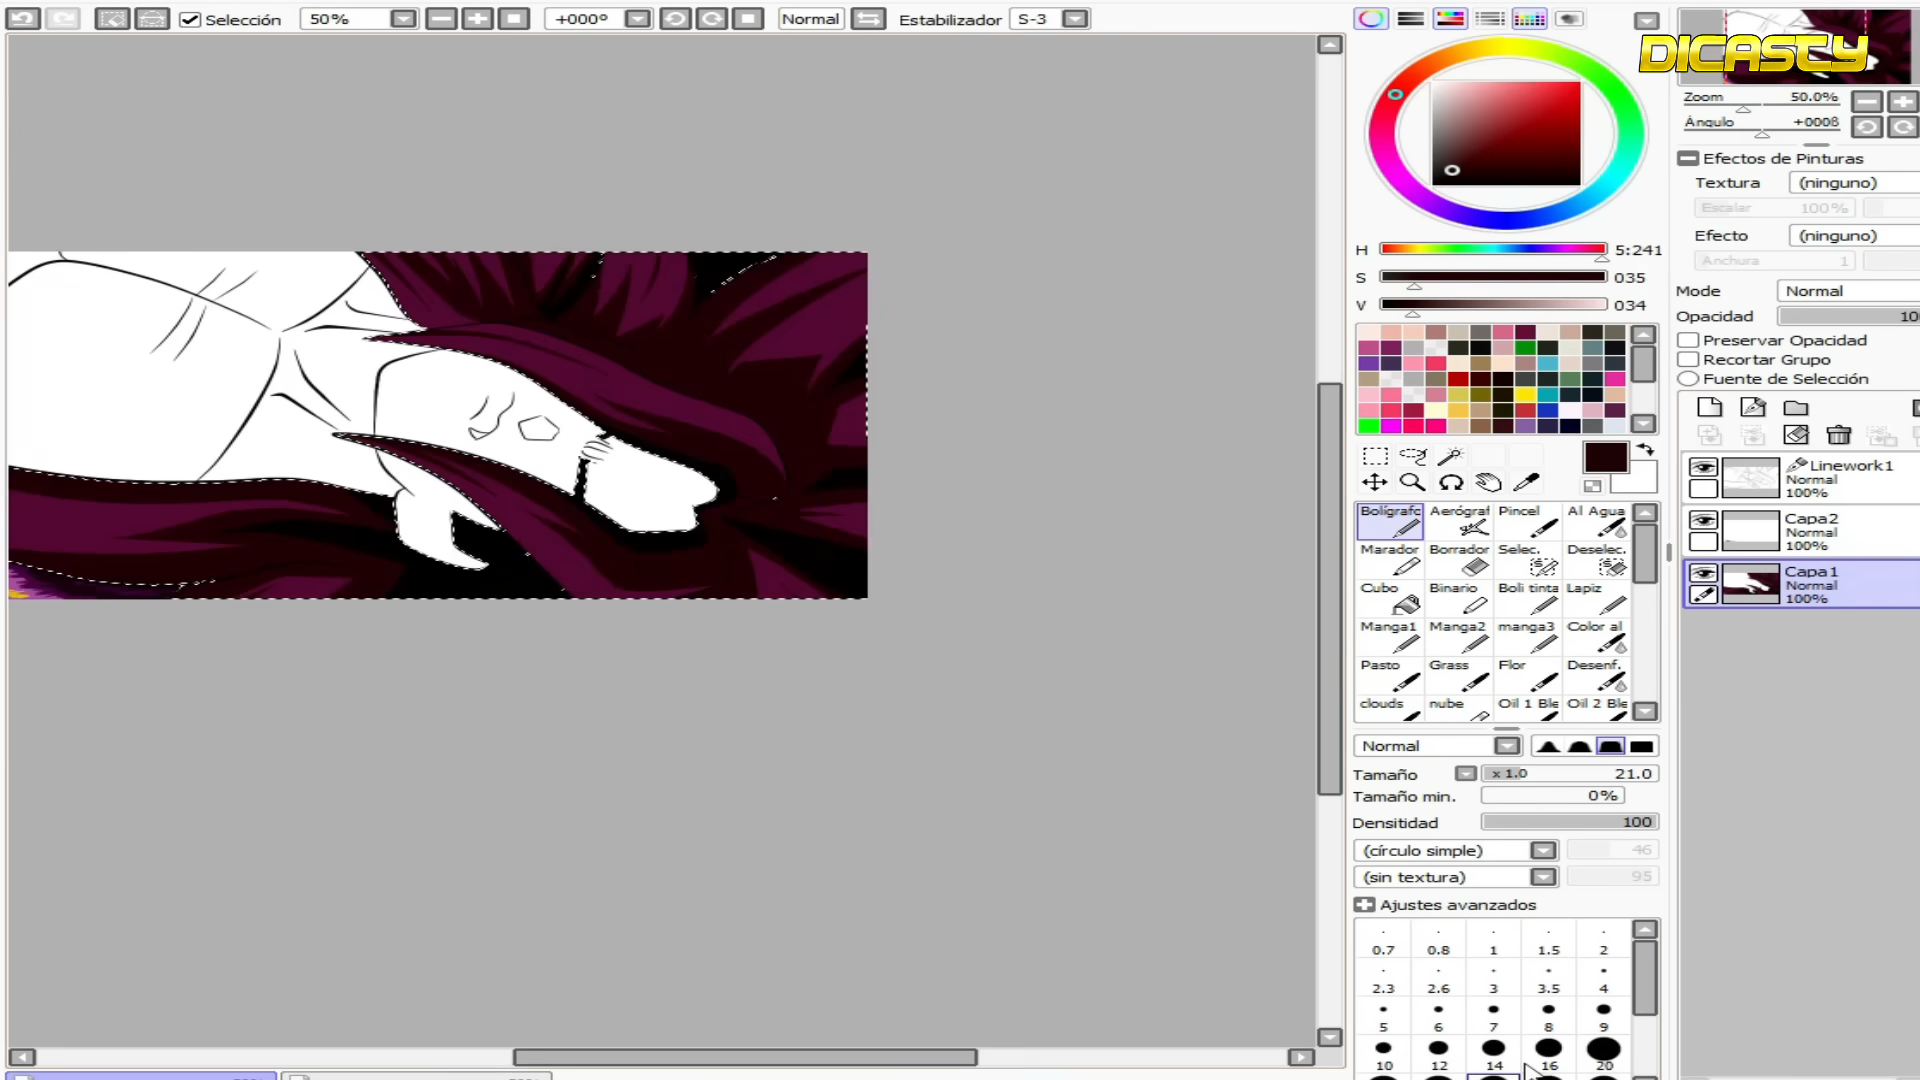 Selección 50% +000° Normal Estabilizador S-3
DICASTY
Zoom 50.0%
Ángulo +000ß
Efectos de Pinturas
Textura (ninguno)
Escalar 100%
Efecto (ninguno)
Anchura 1
Mode Normal
Opacidad 10
Preservar Opacidad
Recortar Grupo
Fuente de Selección
H 5:241
S 035
V 034
Linework1
Normal
100%
Capa2
Normal
100%
Capa1
Normal
100%
Bolígrafc Aerógraf Pincel Al Agua
Marador Borrador Selec. Deselec.
Cubo Binario Boli tinta Lapiz
Manga1 Manga2 manga3 Color al
Pasto Grass Flor Desenf.
clouds nube Oil 1 Ble Oil 2 Ble
Normal
Tamaño x 1.0 21.0
Tamaño min. 0%
Densitidad 100
(círculo simple) 46
(sin textura) 95
Ajustes avanzados
0.7 0.8 1 1.5 2
2.3 2.6 3 3.5 4
5 6 7 8 9
10 12 14 16 20